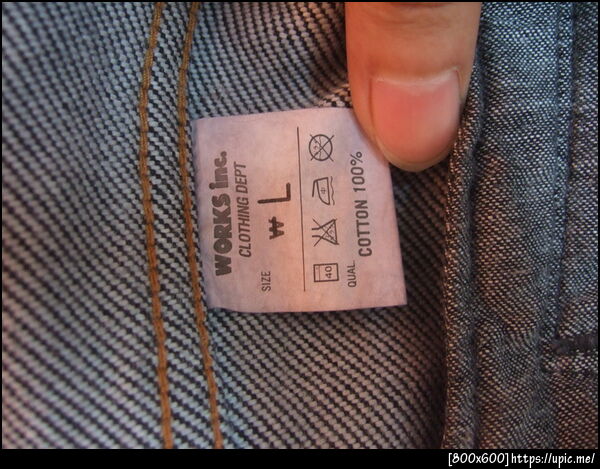 WORKS inc.
CLOTHING DEPT
SIZE ₩ L
40
QUAL. COTTON 100%
[800x600]https://upic.me/